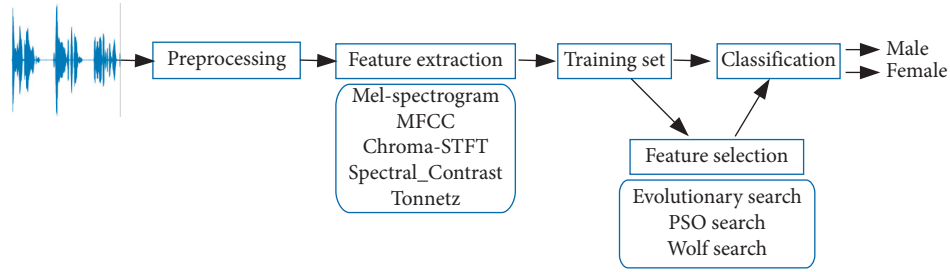 Preprocessing
Feature extraction
Mel-spectrogram
MFCC
Chroma-STFT
Spectral_Contrast
Tonnetz
Training set
Classification
Male
Female
Feature selection
Evolutionary search
PSO search
Wolf search